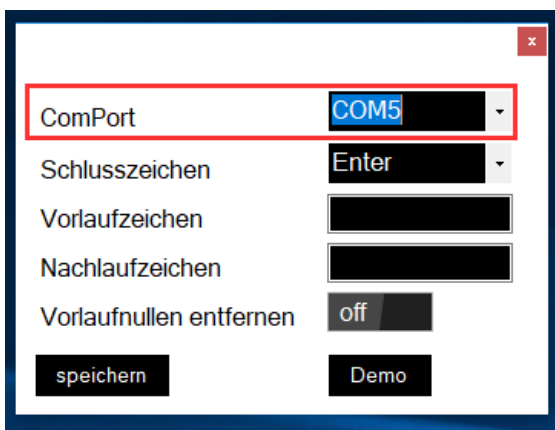 x
ComPort COM5
Schlusszeichen Enter
Vorlaufzeichen
Nachlaufzeichen
Vorlaufnullen entfernen off
speichern Demo